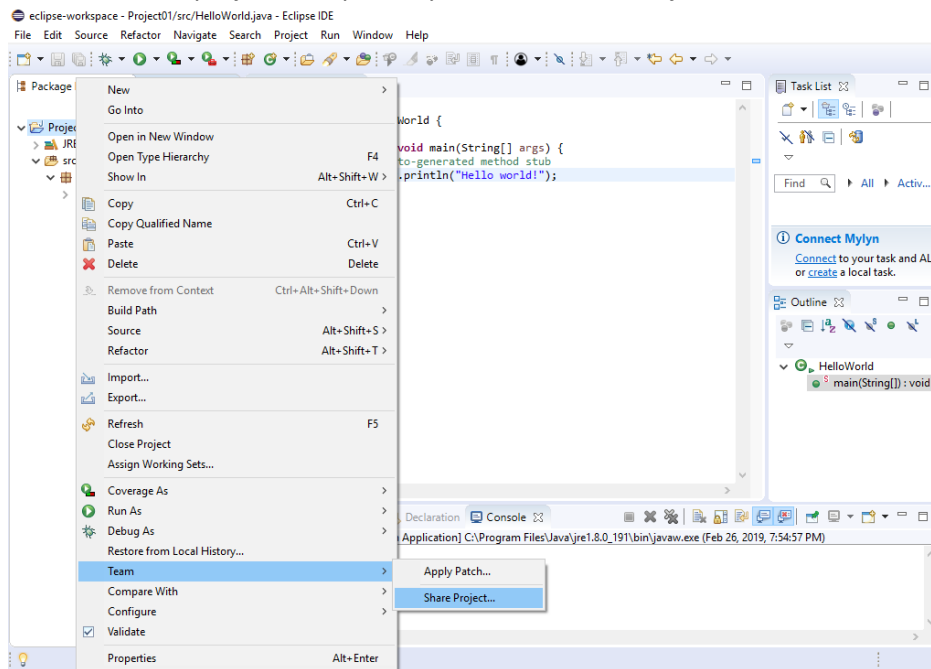 eclipse-workspace - Project01/src/HelloWorld.java - Eclipse IDE
File Edit Source Refactor Navigate Search Project Run Window Help
Package
Task List
New
Go Into
Open in New Window
Open Type Hierarchy F4
Show In Alt+Shift+W >
Copy Ctrl+C
Copy Qualified Name
Paste Ctrl+V
Delete Delete
Remove from Context Ctrl+Alt+Shift+Down
Build Path >
Source Alt+Shift+S >
Refactor Alt+Shift+T >
Import...
Export...
Refresh F5
Close Project
Assign Working Sets...
Coverage As >
Run As >
Debug As >
Restore from Local History...
Team >
Compare With >
Configure >
Validate
Properties Alt+Enter
Apply Patch...
Share Project...
Projec
JRE
src
World {
void main(String[] args) {
to-generated method stub
.println("Hello world!");
Declaration Console
Application] C:\Program Files\Java\jre1.8.0_191\bin\javaw.exe (Feb 26, 2019, 7:54:57 PM)
Find All Activ...
Connect Mylyn
Connect to your task and AL
or create a local task.
Outline
HelloWorld
main(String[]) : void